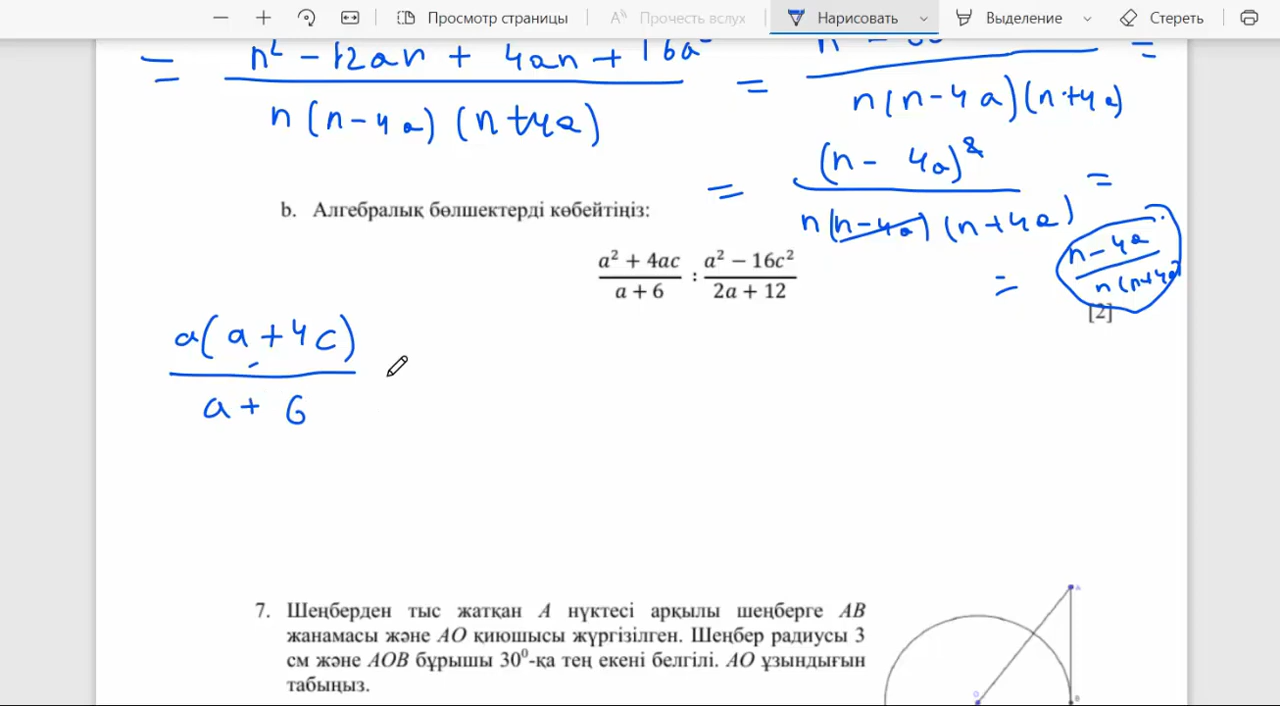 Просмотр страницы Прочесть вслух Нарисовать Выделение Стереть
= n² − 12an + 4an + 16a² / n(n−4a)(n+4a) =
n(n−4a)(n+4a) =
= (n − 4a)² / n(n−4a)(n+4a) =
= n−4a / n(n+4a)
b. Алгебралық бөлшектерді көбейтіңіз:
a² + 4ac / a + 6 : a² − 16c² / 2a + 12
[2]
a(a + 4c) / a + 6
7. Шеңберден тыс жатқан A нүктесі арқылы шеңберге AB
жанамасы және AO қиюшысы жүргізілген. Шеңбер радиусы 3
см және AOB бұрышы 30⁰-қа тең екені белгілі. AO ұзындығын
табыңыз.